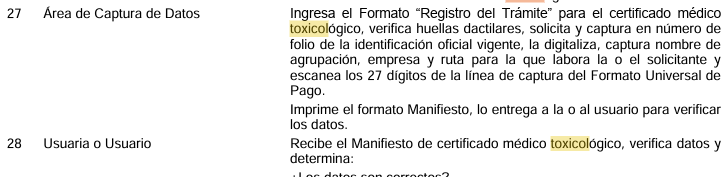 27 Área de Captura de Datos Ingresa el Formato “Registro del Trámite” para el certificado médico
toxicológico, verifica huellas dactilares, solicita y captura en número de
folio de la identificación oficial vigente, la digitaliza, captura nombre de
agrupación, empresa y ruta para la que labora la o el solicitante y
escanea los 27 dígitos de la línea de captura del Formato Universal de
Pago.
Imprime el formato Manifiesto, lo entrega a la o al usuario para verificar
los datos.
28 Usuaria o Usuario Recibe el Manifiesto de certificado médico toxicológico, verifica datos y
determina:
¿Los datos son correctos?